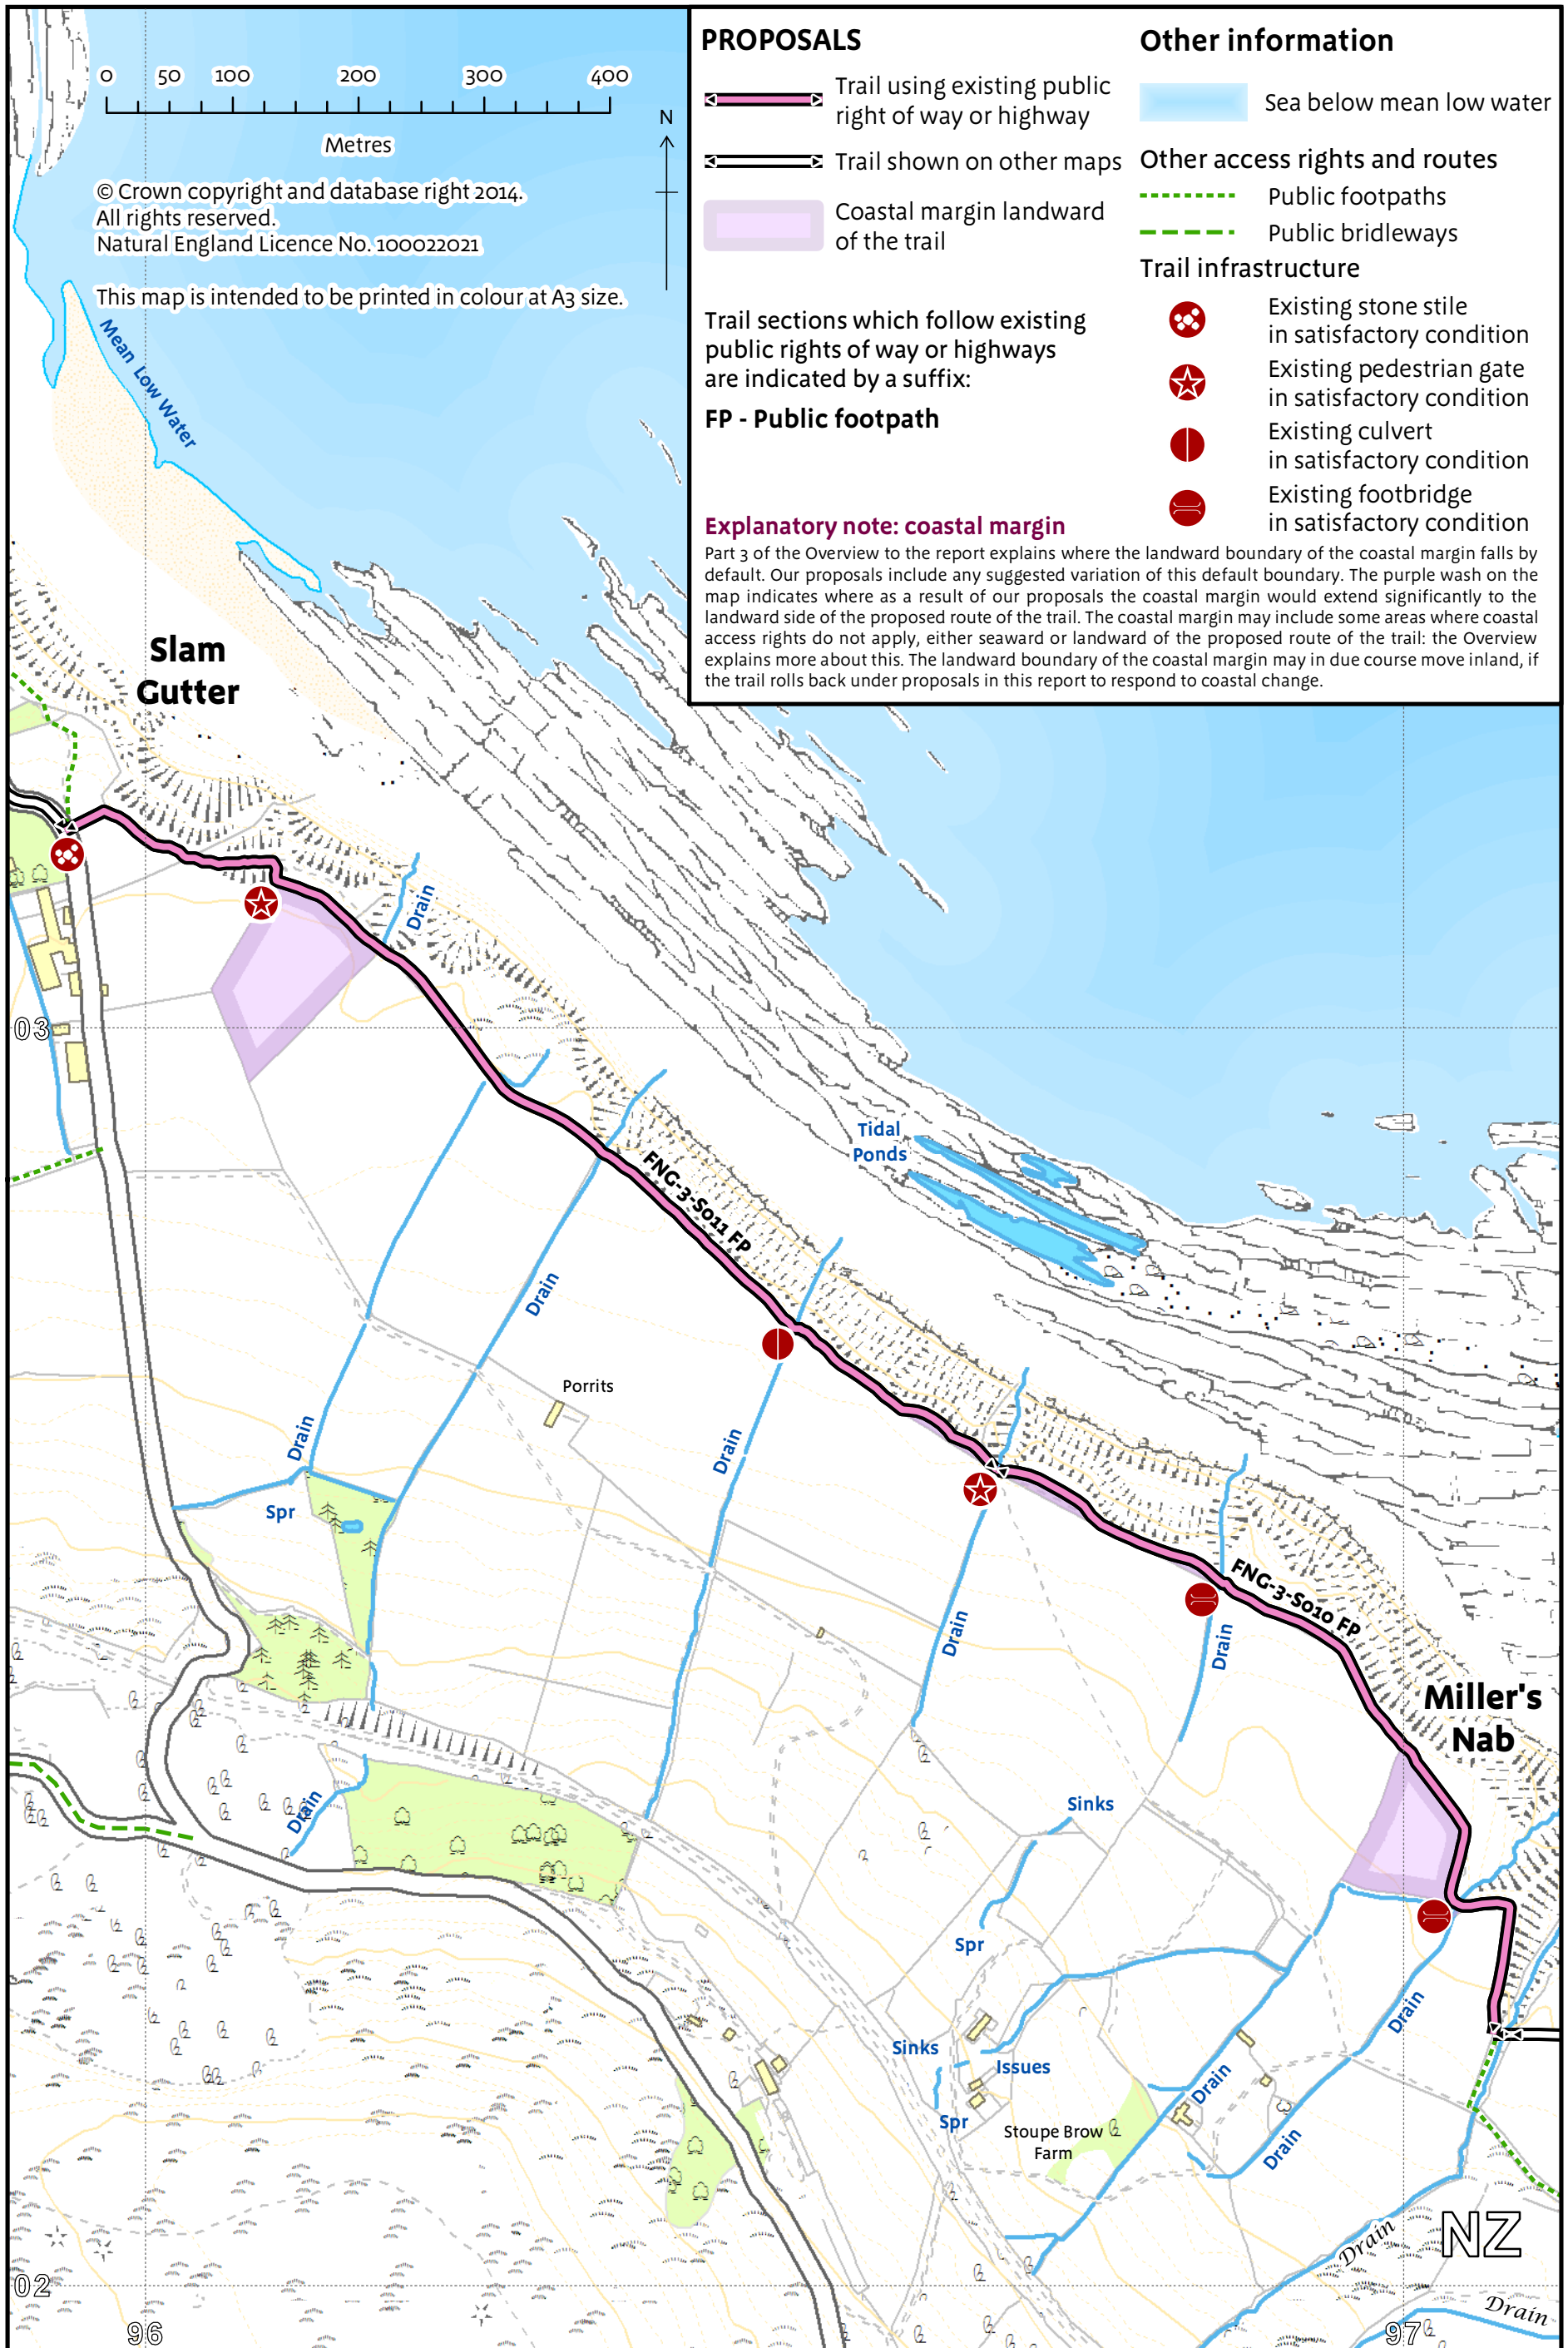 0 50 100 200 300 400
Metres
© Crown copyright and database right 2014.
All rights reserved.
Natural England Licence No. 100022021
This map is intended to be printed in colour at A3 size.
N
PROPOSALS
Trail using existing public
right of way or highway
Trail shown on other maps
Coastal margin landward
of the trail
Trail sections which follow existing
public rights of way or highways
are indicated by a suffix:
FP - Public footpath
Other information
Sea below mean low water
Other access rights and routes
Public footpaths
Public bridleways
Trail infrastructure
Existing stone stile
in satisfactory condition
Existing pedestrian gate
in satisfactory condition
Existing culvert
in satisfactory condition
Existing footbridge
in satisfactory condition
Explanatory note: coastal margin
Part 3 of the Overview to the report explains where the landward boundary of the coastal margin falls by
default. Our proposals include any suggested variation of this default boundary. The purple wash on the
map indicates where as a result of our proposals the coastal margin would extend significantly to the
landward side of the proposed route of the trail. The coastal margin may include some areas where coastal
access rights do not apply, either seaward or landward of the proposed route of the trail: the Overview
explains more about this. The landward boundary of the coastal margin may in due course move inland, if
the trail rolls back under proposals in this report to respond to coastal change.
Mean Low Water
Slam
Gutter
Drain
03
Tidal
Ponds
FNG-3-S011 FP
Drain
Porrits
Drain
Drain
Spr
FNG-3-S010 FP
Drain
Drain
Miller's
Nab
Drain
Sinks
Spr
Drain
Sinks
Issues
Drain
Spr
Stoupe Brow
Farm
Drain
Drain
NZ
02
Drain
96
97